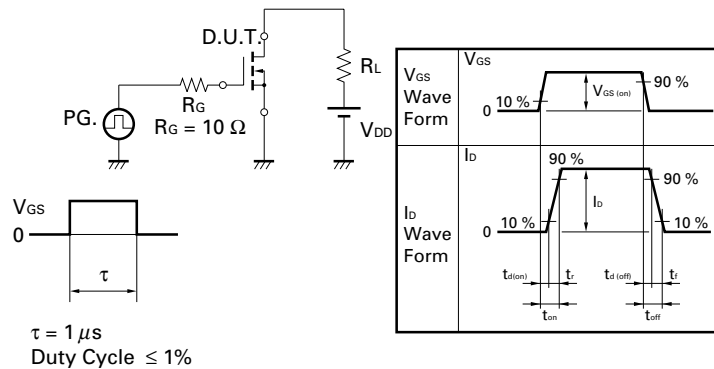 D.U.T.
RL
RG
PG.
RG = 10 Ω
VDD
VGS
0
τ
τ = 1 μs
Duty Cycle ≤ 1%
VGS
Wave
Form
VGS
10 %
0
VGS (on)
90 %
ID
Wave
Form
ID
90 %
90 %
10 %
0
ID
10 %
td(on)
tr
td (off)
tf
ton
toff